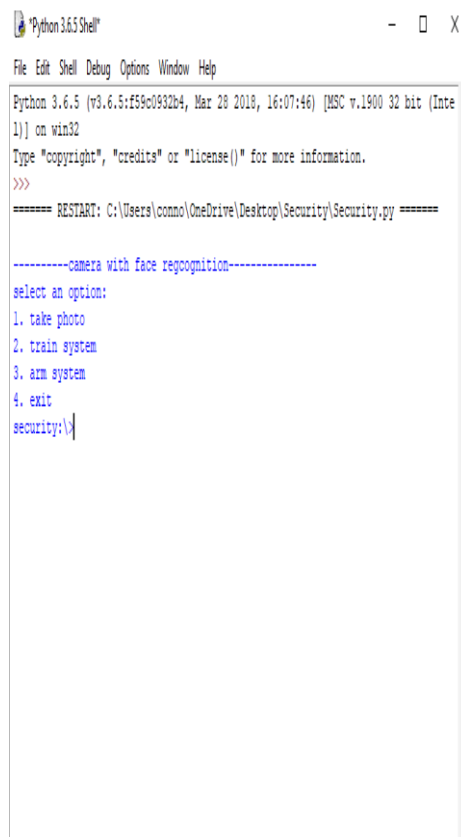 *Python 3.6.5 Shell*
File Edit Shell Debug Options Window Help
Python 3.6.5 (v3.6.5:f59c0932b4, Mar 28 2018, 16:07:46) [MSC v.1900 32 bit (Inte
l)] on win32
Type "copyright", "credits" or "license()" for more information.
>>>
======= RESTART: C:\Users\conno\OneDrive\Desktop\Security\Security.py =======
----------camera with face regcognition----------------
select an option:
1. take photo
2. train system
3. arm system
4. exit
security:\>